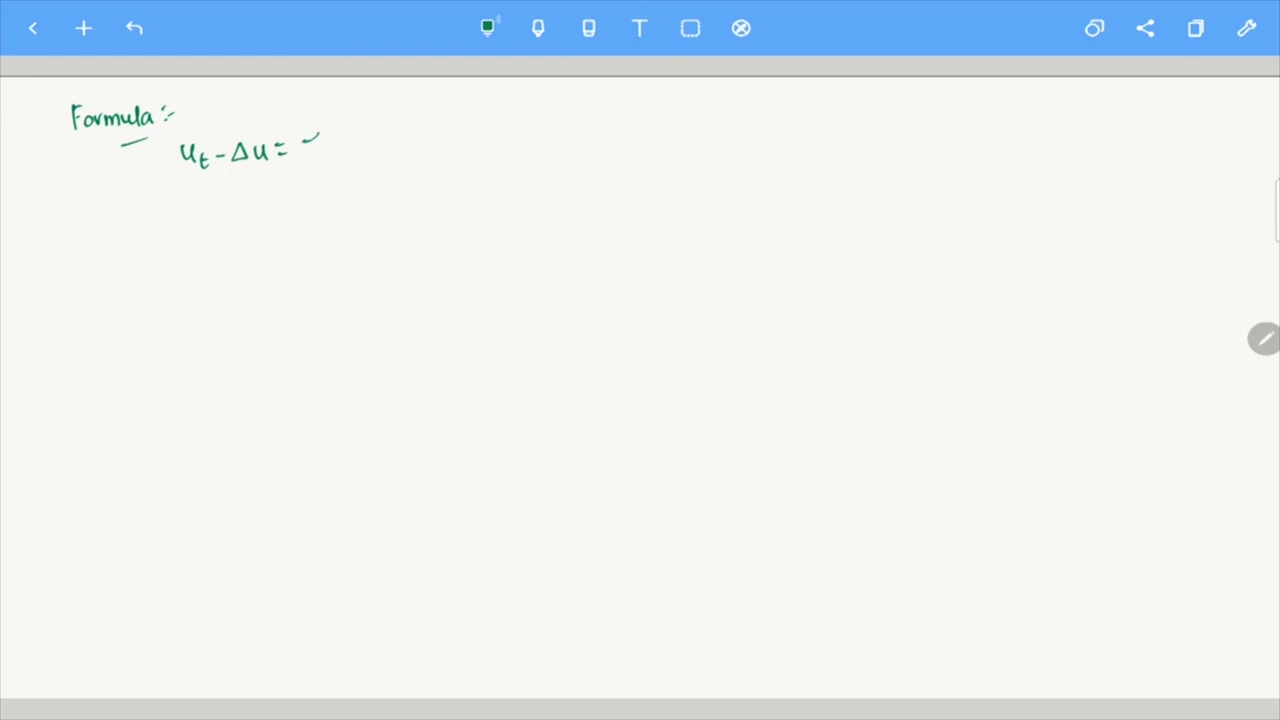 Formula :-
u_t - Δu =